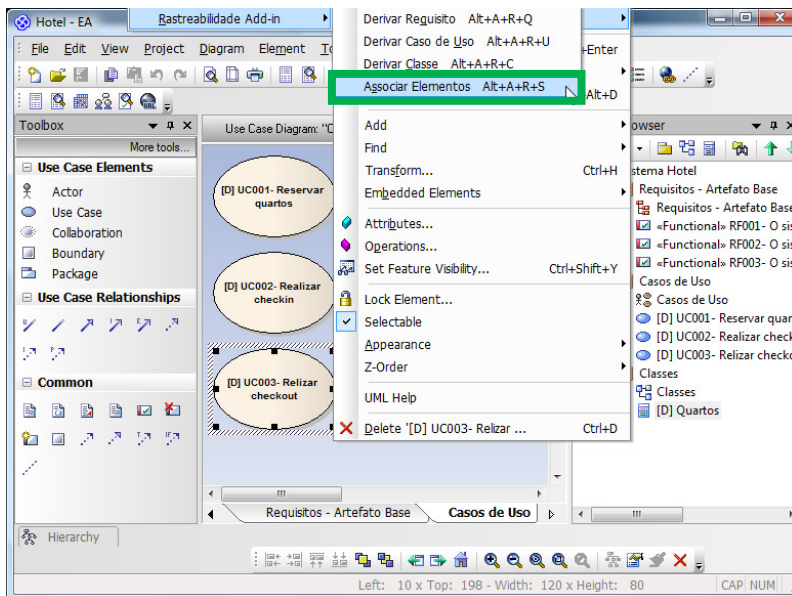 Hotel - EA
Rastreabilidade Add-in
File Edit View Project Diagram Element
Derivar Requisito Alt+A+R+Q
Derivar Caso de Uso Alt+A+R+U
Derivar Classe Alt+A+R+C
Associar Elementos Alt+A+R+S
+Enter
Alt+D
Add
Find
Transform... Ctrl+H
Embedded Elements
Attributes...
Operations...
Set Feature Visibility... Ctrl+Shift+Y
Lock Element...
Selectable
Appearance
Z-Order
UML Help
Delete '[D] UC003- Relizar ... Ctrl+D
Toolbox
More tools...
Use Case Elements
Actor
Use Case
Collaboration
Boundary
Package
Use Case Relationships
Common
Hierarchy
Use Case Diagram: "C
[D] UC001- Reservar
quartos
[D] UC002- Realizar
checkin
[D] UC003- Relizar
checkout
Requisitos - Artefato Base
Casos de Uso
owser
stema Hotel
Requisitos - Artefato Base
Requisitos - Artefato Base
«Functional» RF001- O sis
«Functional» RF002- O sis
«Functional» RF003- O sis
Casos de Uso
Casos de Uso
[D] UC001- Reservar quar
[D] UC002- Realizar check
[D] UC003- Relizar checko
Classes
Classes
[D] Quartos
Left: 10 x Top: 198 - Width: 120 x Height: 80
CAP NUM